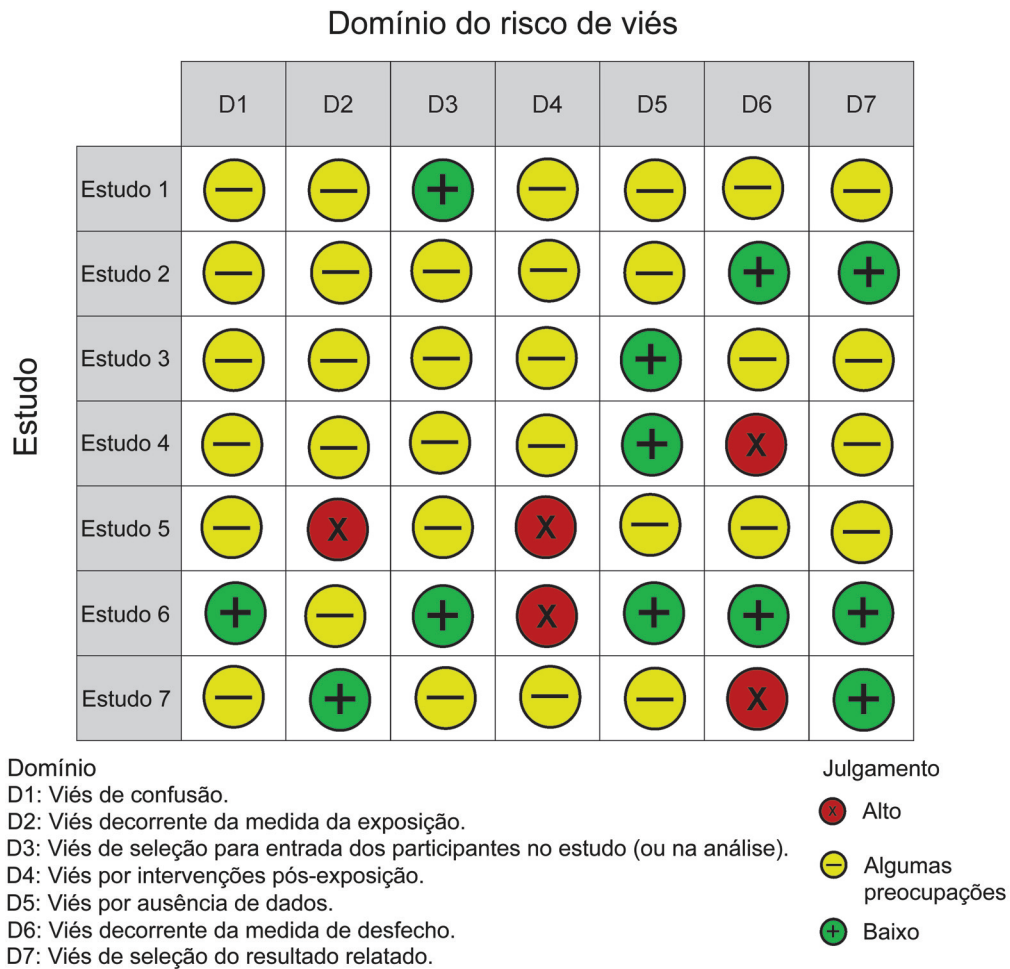 Domínio do risco de viés
D1 D2 D3 D4 D5 D6 D7
Estudo
Estudo 1 — — + — — — —
Estudo 2 — — — — — + +
Estudo 3 — — — — + — —
Estudo 4 — — — — + X —
Estudo 5 — X — X — — —
Estudo 6 + — + X + + +
Estudo 7 — + — — — X +
Domínio
D1: Viés de confusão.
D2: Viés decorrente da medida da exposição.
D3: Viés de seleção para entrada dos participantes no estudo (ou na análise).
D4: Viés por intervenções pós-exposição.
D5: Viés por ausência de dados.
D6: Viés decorrente da medida de desfecho.
D7: Viés de seleção do resultado relatado.
Julgamento
X Alto
— Algumas
preocupações
+ Baixo